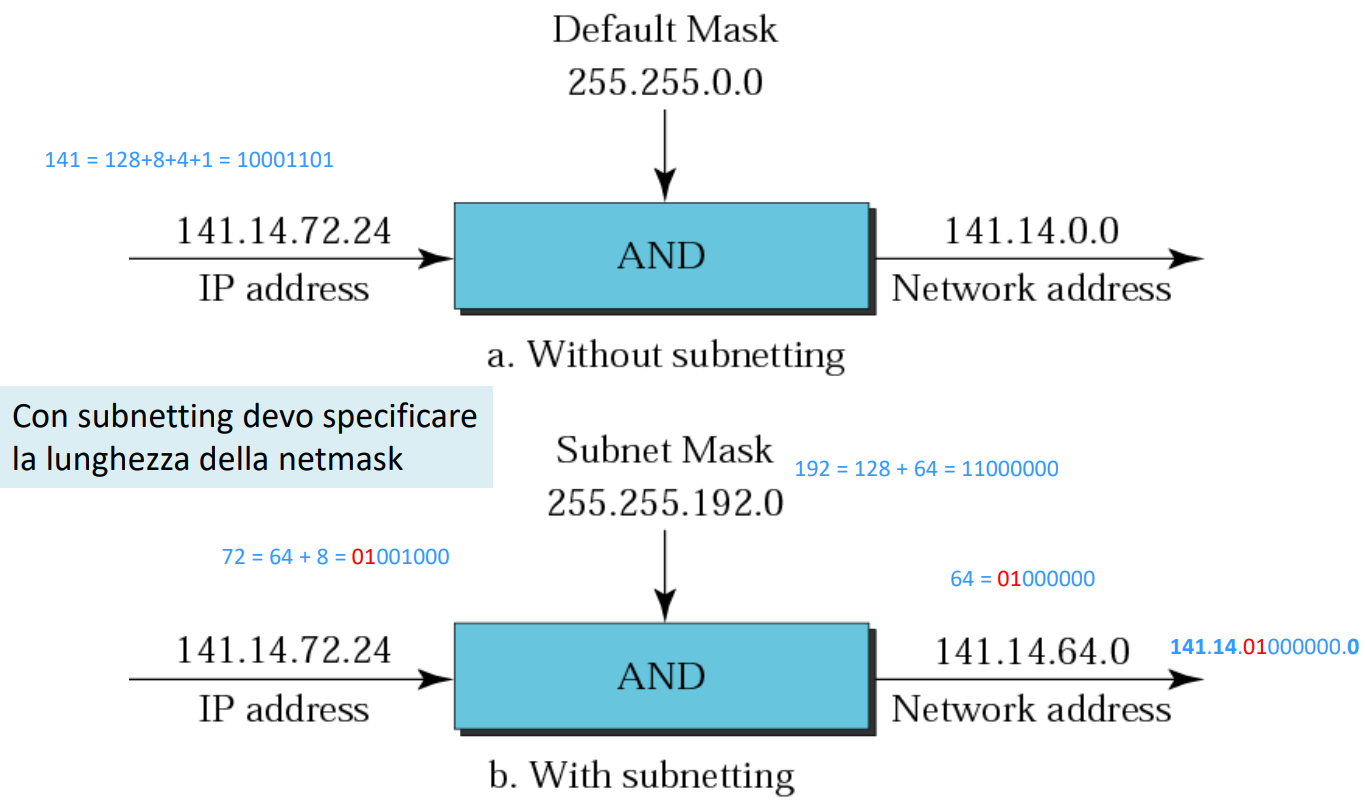 Default Mask
255.255.0.0
141 = 128+8+4+1 = 10001101
141.14.72.24
IP address
AND
141.14.0.0
Network address
a. Without subnetting
Con subnetting devo specificare
la lunghezza della netmask
Subnet Mask
255.255.192.0
192 = 128 + 64 = 11000000
72 = 64 + 8 = 01001000
64 = 01000000
141.14.72.24
IP address
AND
141.14.64.0
Network address
141.14.01000000.0
b. With subnetting